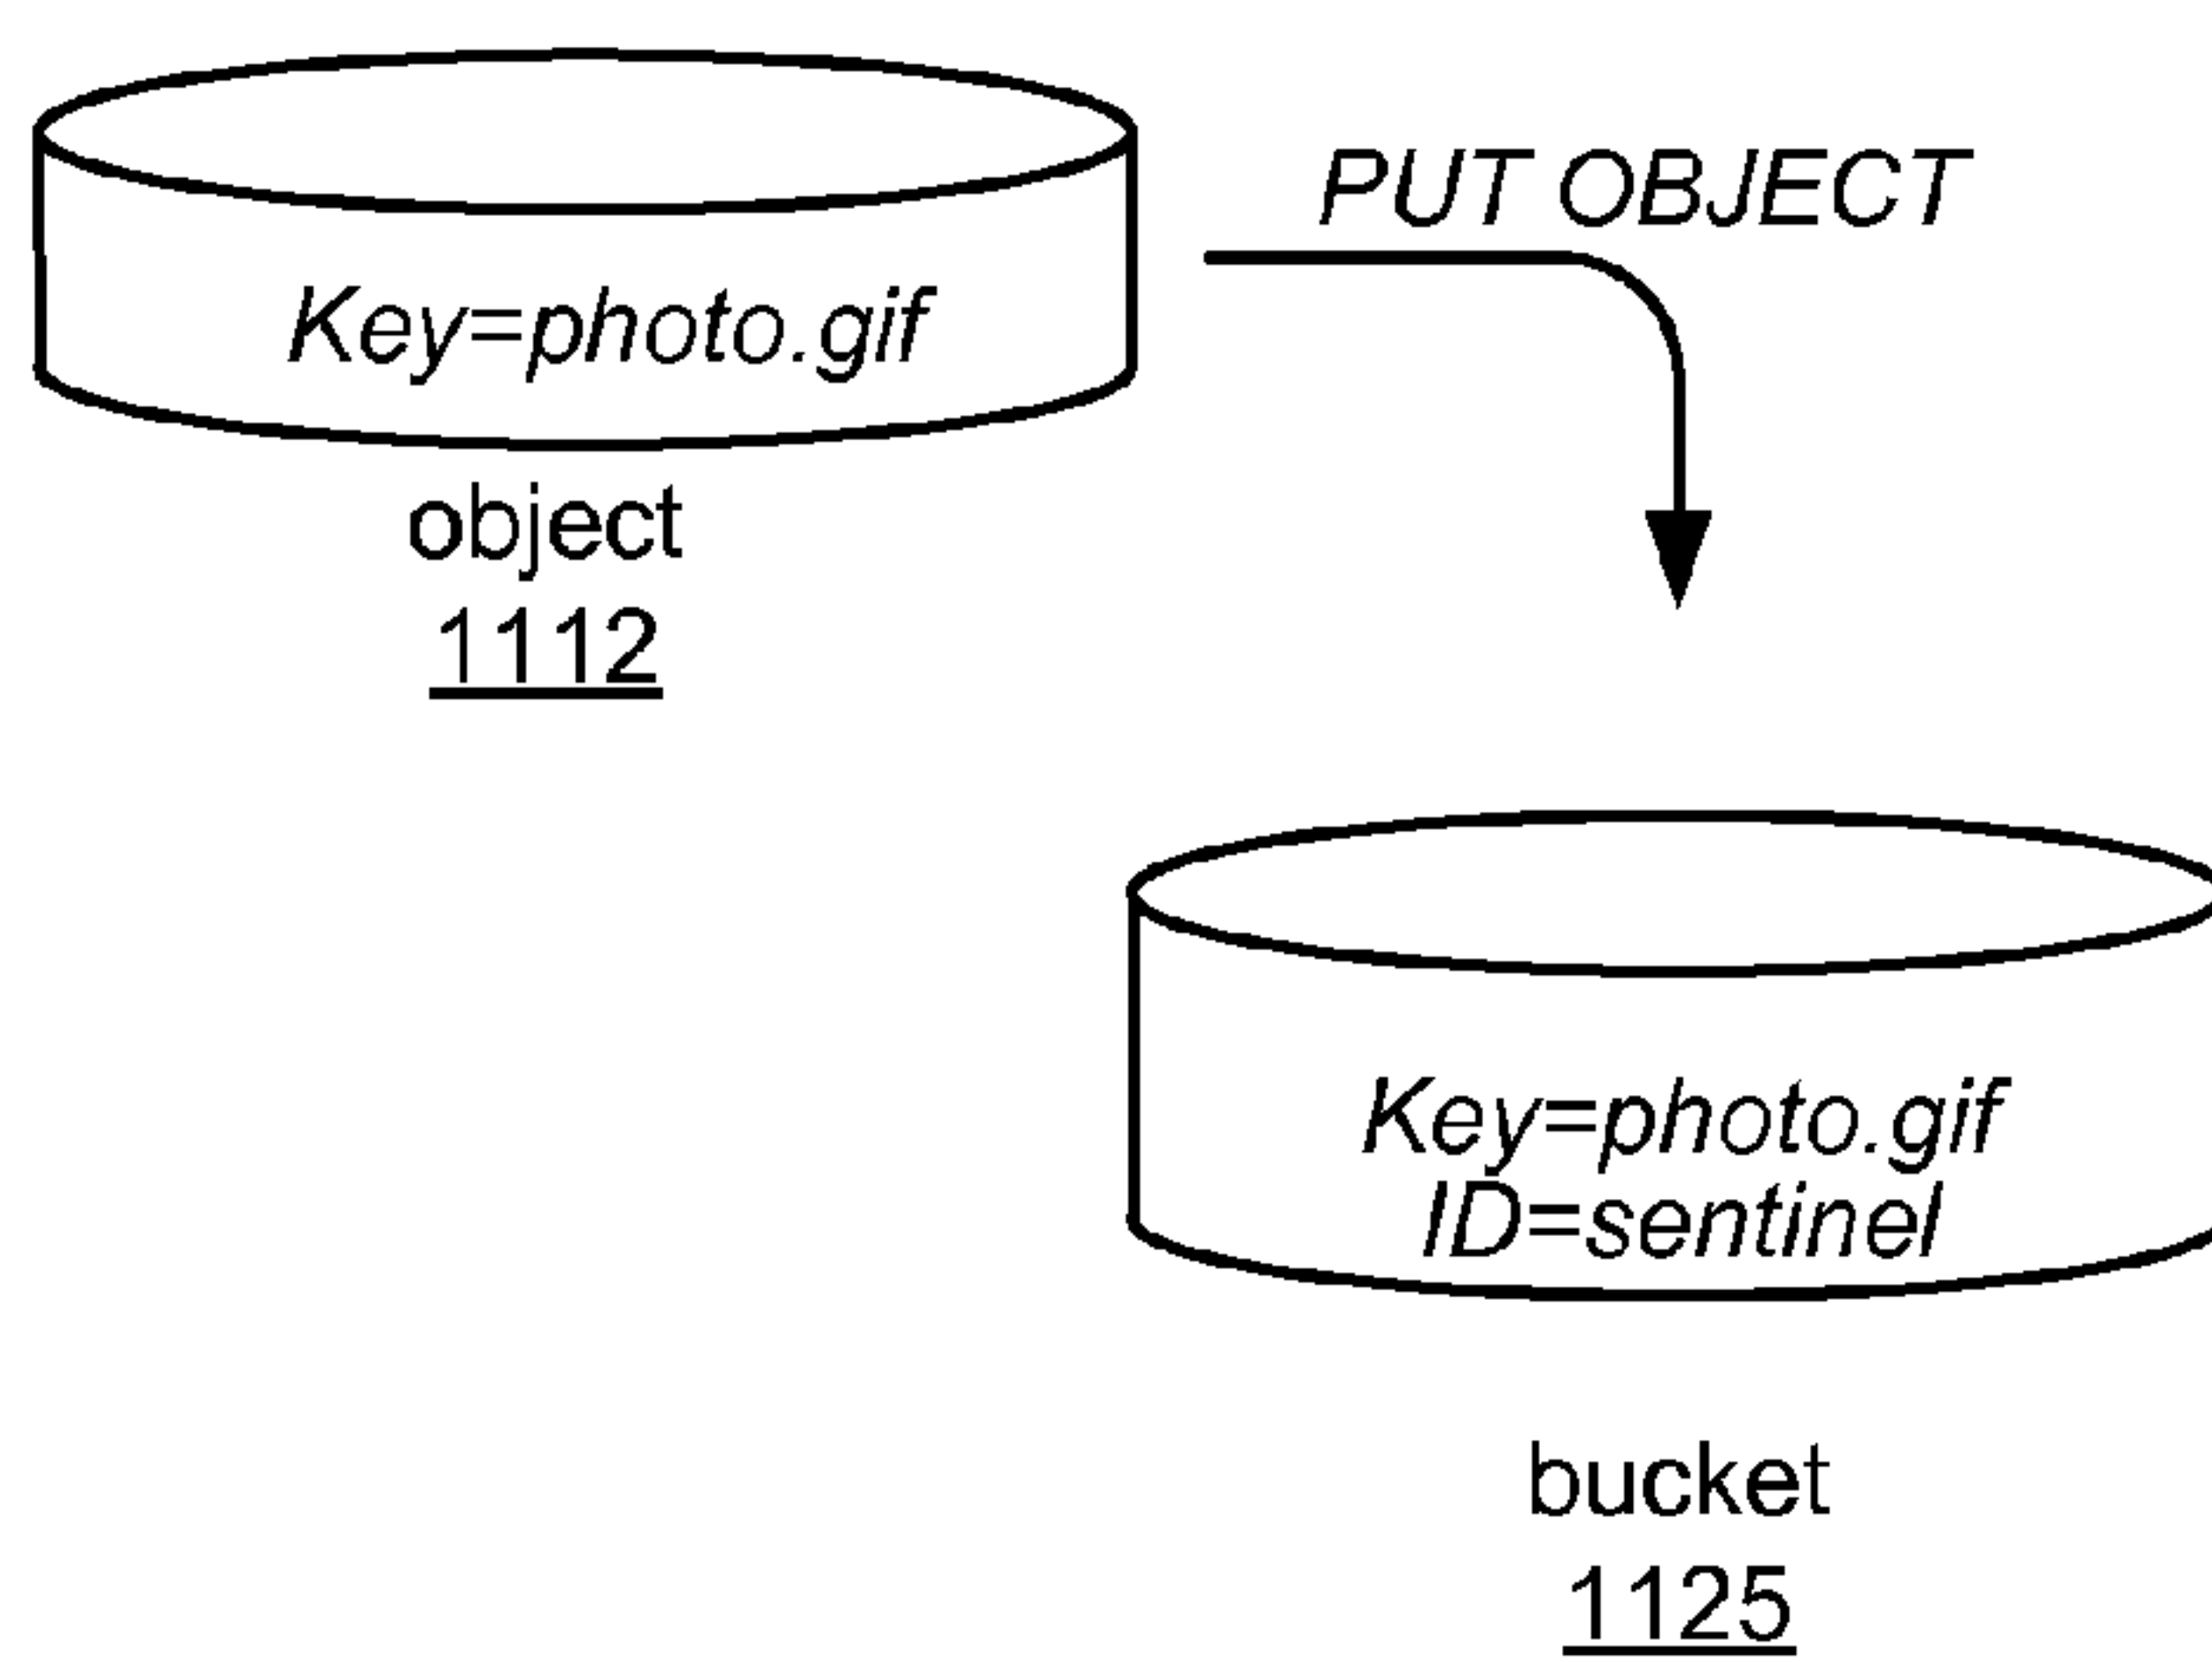 PUT OBJECT
Key=photo.gif
object
1112
Key=photo.gif
ID=sentinel
bucket
1125